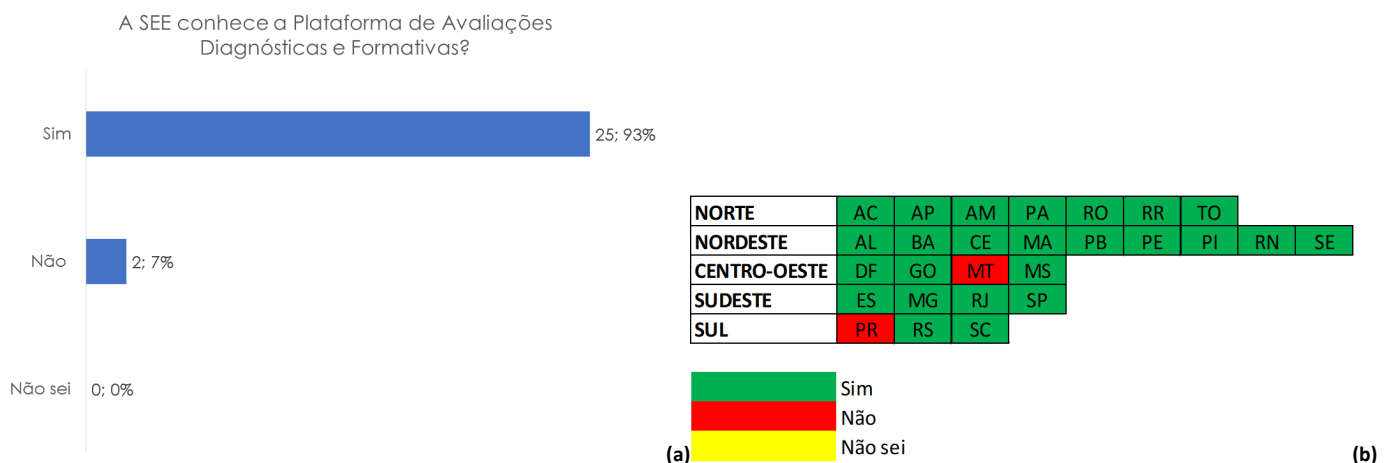 A SEE conhece a Plataforma de Avaliações
Diagnósticas e Formativas?
Sim
25; 93%
Não
2; 7%
Não sei
0; 0%
(a)
NORTE AC AP AM PA RO RR TO
NORDESTE AL BA CE MA PB PE PI RN SE
CENTRO-OESTE DF GO MT MS
SUDESTE ES MG RJ SP
SUL PR RS SC
Sim
Não
Não sei
(b)